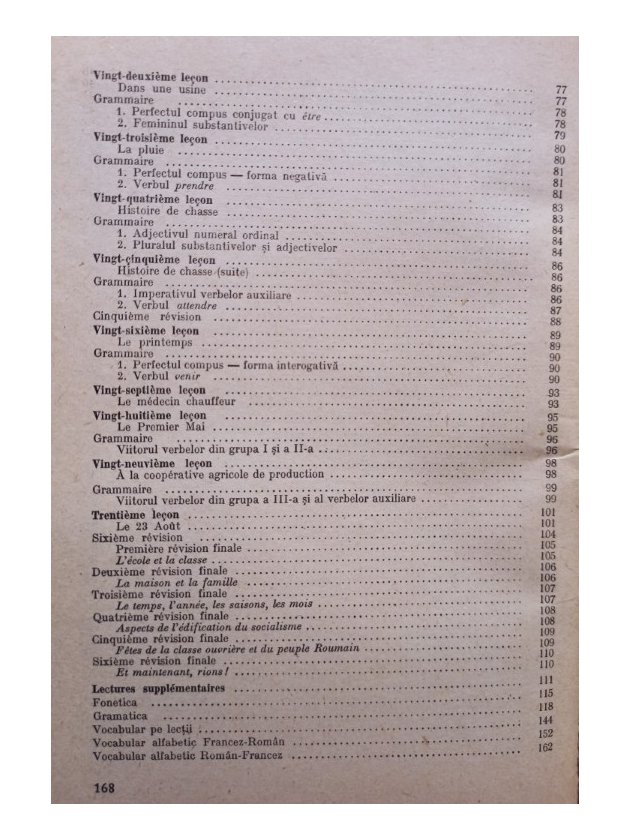 Vingt-deuxième leçon ........ 77
Dans une usine ........ 77
Grammaire ........ 78
1. Perfectul compus conjugat cu être ........ 78
2. Femininul substantivelor ........ 79
Vingt-troisième leçon ........ 80
La pluie ........ 80
Grammaire ........ 81
1. Perfectul compus — forma negativă ........ 81
2. Verbul prendre ........ 81
Vingt-quatrième leçon ........ 83
Histoire de chasse ........ 83
Grammaire ........ 84
1. Adjectivul numeral ordinal ........ 84
2. Pluralul substantivelor și adjectivelor ........ 84
Vingt-çinquième leçon ........ 86
Histoire de chasse (suite) ........ 86
Grammaire ........ 86
1. Imperativul verbelor auxiliare ........ 86
2. Verbul attendre ........ 87
Cinquième révision ........ 88
Vingt-sixième leçon ........ 89
Le printemps ........ 89
Grammaire ........ 90
1. Perfectul compus — forma interogativă ........ 90
2. Verbul venir ........ 90
Vingt-septième leçon ........ 93
Le médecin chauffeur ........ 93
Vingt-huitième leçon ........ 95
Le Premier Mai ........ 95
Grammaire ........ 96
Viitorul verbelor din grupa I și a II-a ........ 96
Vingt-neuvième leçon ........ 98
À la coopérative agricole de production ........ 98
Grammaire ........ 99
Viitorul verbelor din grupa a III-a și al verbelor auxiliare ........ 99
Trentième leçon ........ 101
Le 23 Août ........ 101
Sixième révision ........ 104
Première révision finale ........ 105
L'école et la classe ........ 105
Deuxième révision finale ........ 106
La maison et la famille ........ 106
Troisième révision finale ........ 107
Le temps, l'année, les saisons, les mois ........ 107
Quatrième révision finale ........ 108
Aspects de l'édification du socialisme ........ 108
Cinquième révision finale ........ 109
Fêtes de la classe ouvrière et du peuple Roumain ........ 109
Sixième révision finale ........ 110
Et maintenant, rions! ........ 110
Lectures supplémentaires ........ 111
Fonetica ........ 115
Gramatica ........ 118
Vocabular pe lecții ........ 144
Vocabular alfabetic Francez-Român ........ 152
Vocabular alfabetic Român-Francez ........ 162
168